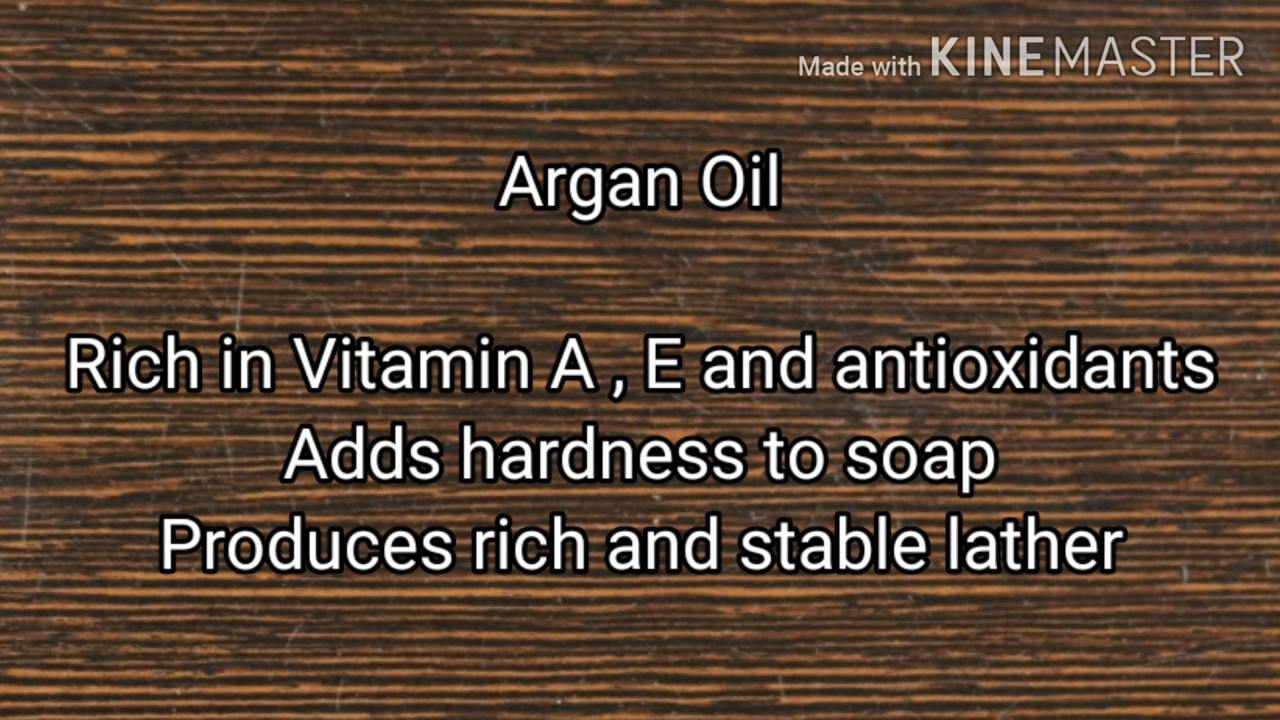 Made with KINEMASTER
Argan Oil
Rich in Vitamin A , E and antioxidants
Adds hardness to soap
Produces rich and stable lather